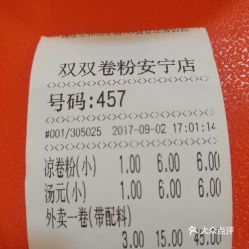 双双卷粉安宁店
号码:457
#001/305025 2017-09-02 17:01:14
凉卷粉(小) 1.00 6.00 6.00
汤元(小) 1.00 6.00 6.00
外卖一卷(带配料)
3.00 15.00 45.00
大众点评